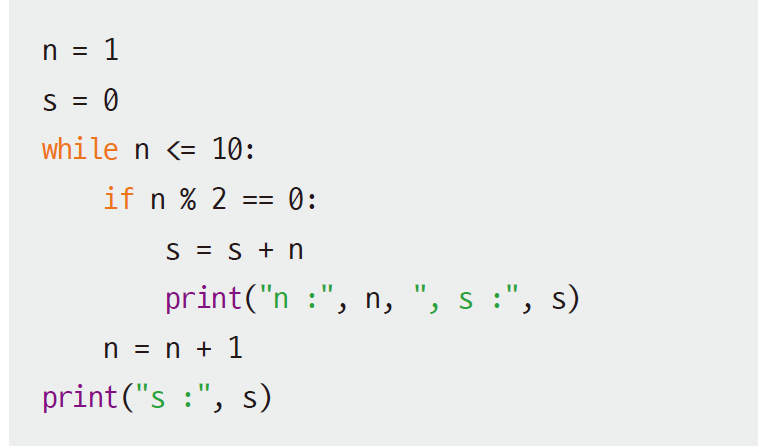 n = 1
s = 0
while n <= 10:
    if n % 2 == 0:
        s = s + n
        print("n :", n, ", s :", s)
    n = n + 1
print("s :", s)